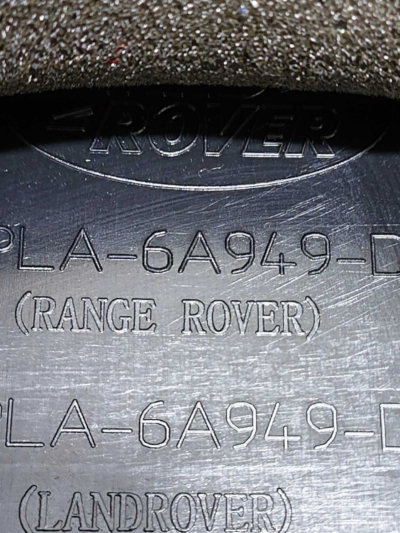 ROVER
PLA-6A949-D
(RANGE ROVER)
PLA-6A949-D
(LANDROVER)